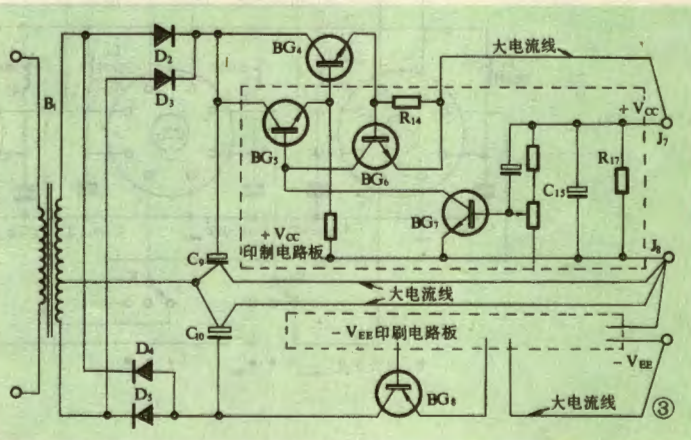 D₂
D₃
B₁
BG₄
大电流线
BG₅
BG₆
R₁₄
+Vcc
J₇
R₁₇
C₁₅
BG₇
+Vcc
印制电路板
C₉
J₈
大电流线
C₁₀
−VEE印刷电路板
−VEE
D₄
D₅
BG₈
大电流线
③